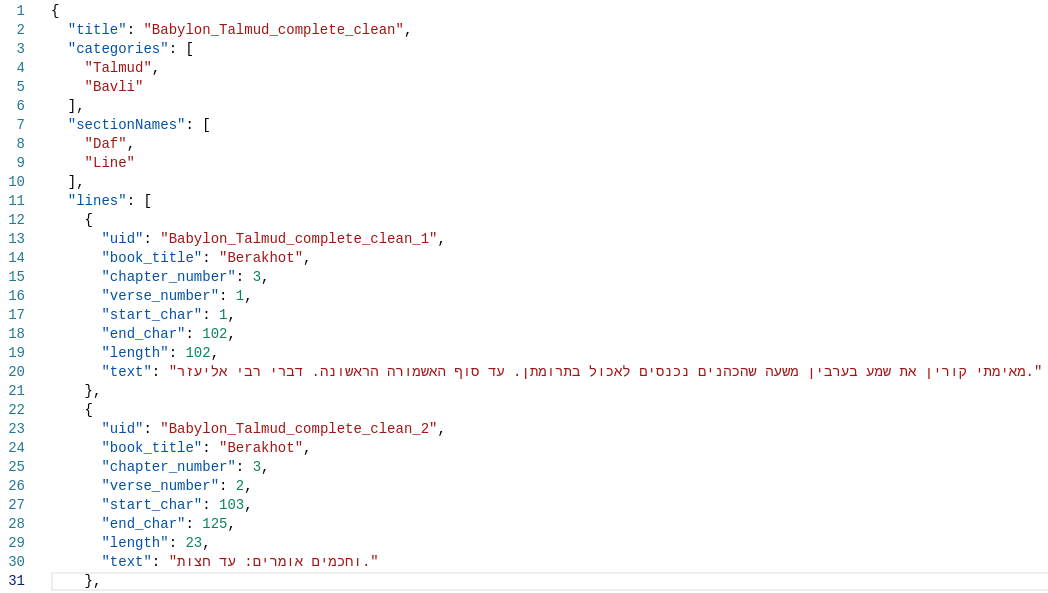 1 {
2 "title": "Babylon_Talmud_complete_clean",
3 "categories": [
4 "Talmud",
5 "Bavli"
6 ],
7 "sectionNames": [
8 "Daf",
9 "Line"
10 ],
11 "lines": [
12 {
13 "uid": "Babylon_Talmud_complete_clean_1",
14 "book_title": "Berakhot",
15 "chapter_number": 3,
16 "verse_number": 1,
17 "start_char": 1,
18 "end_char": 102,
19 "length": 102,
20 "text": "מאימתי קורין את שמע בערבין משעה שהכהנים נכנסים לאכול בתרומתן. עד סוף האשמורה הראשונה. דברי רבי אליעזר."
21 },
22 {
23 "uid": "Babylon_Talmud_complete_clean_2",
24 "book_title": "Berakhot",
25 "chapter_number": 3,
26 "verse_number": 2,
27 "start_char": 103,
28 "end_char": 125,
29 "length": 23,
30 "text": "וחכמים אומרים: עד חצות."
31 },